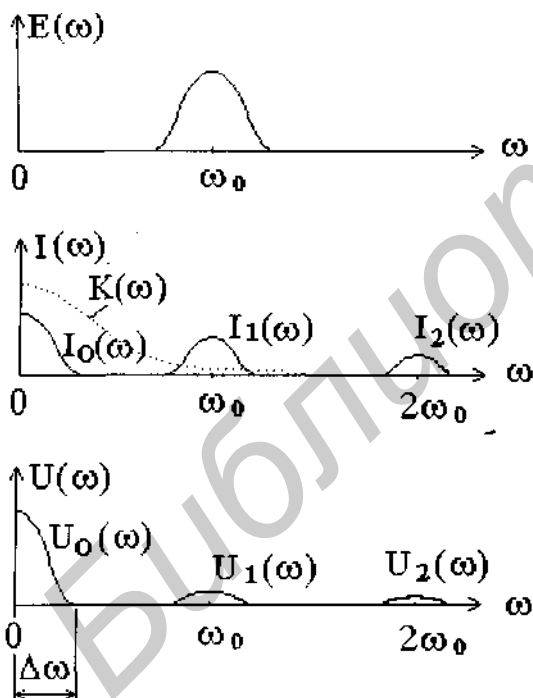 E(ω)
ω
0
ω₀
I(ω)
K(ω)
I₀(ω)
I₁(ω)
I₂(ω)
ω
0
ω₀
2ω₀
U(ω)
U₀(ω)
U₁(ω)
U₂(ω)
ω
0
ω₀
2ω₀
Δω